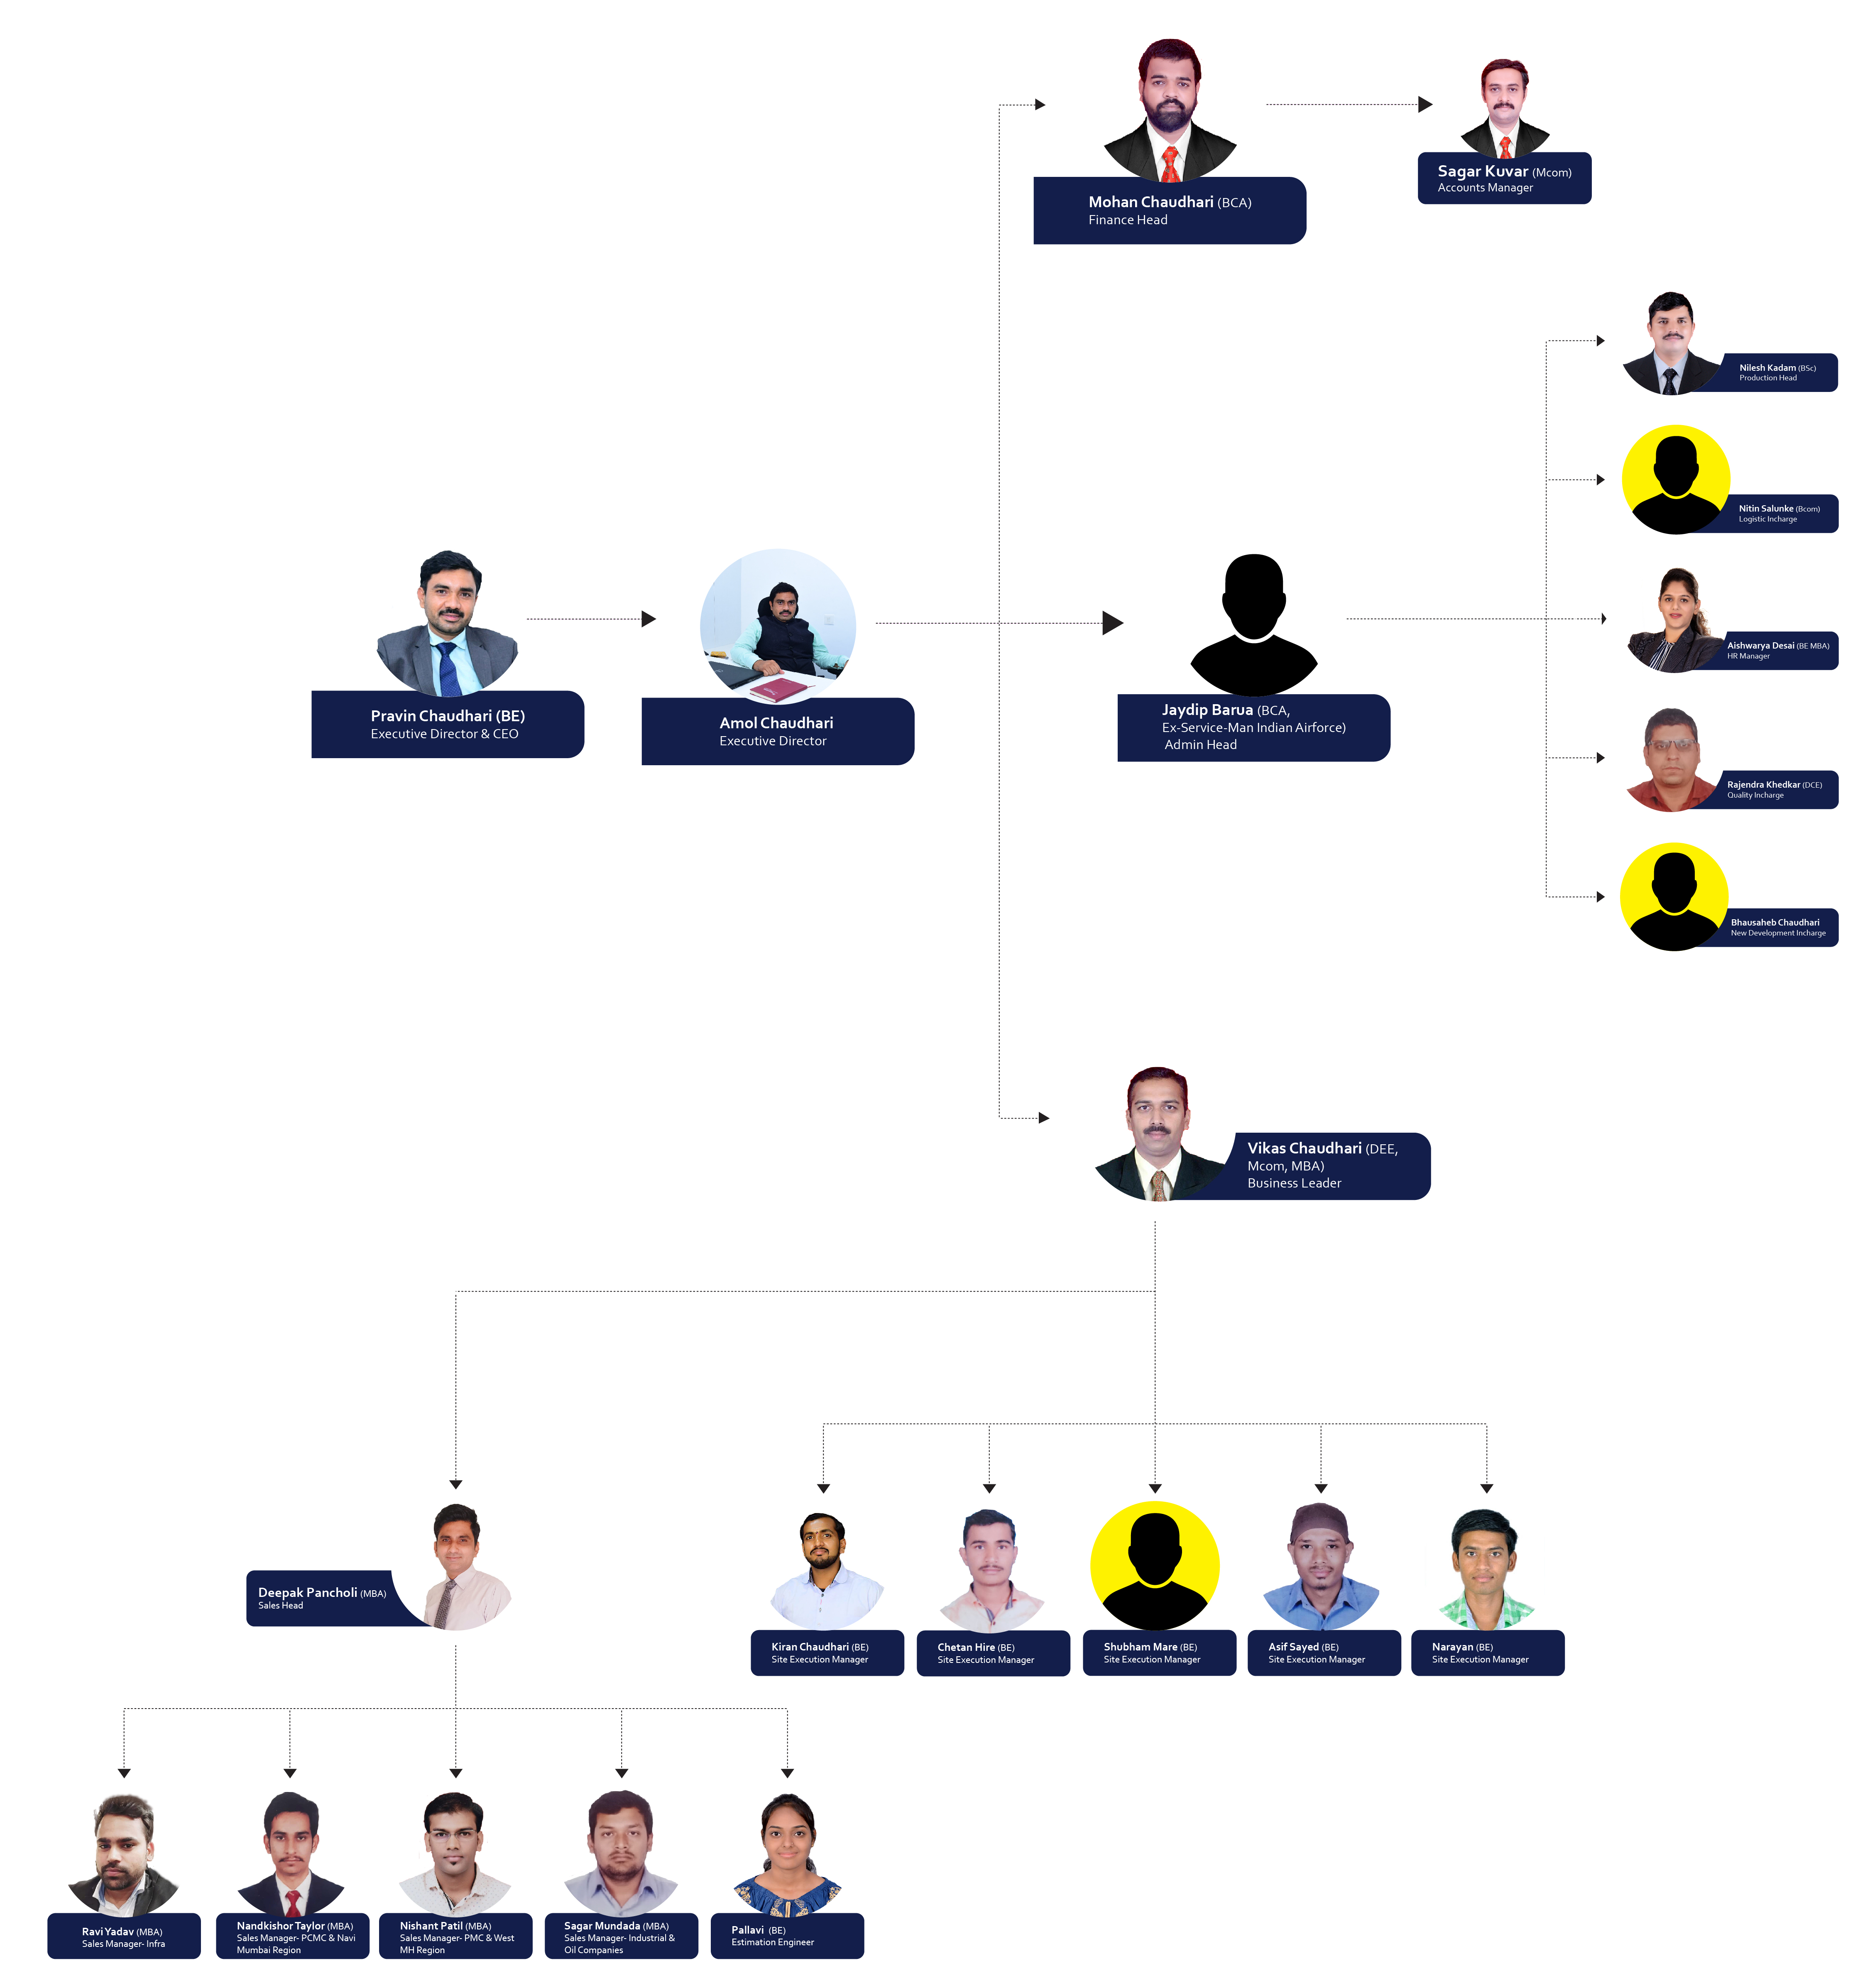 Mohan Chaudhari (BCA)
Finance Head
Sagar Kuvar (Mcom)
Accounts Manager
Nilesh Kadam (BSc)
Production Head
Nitin Salunke (Bcom)
Logistic Incharge
Aishwarya Desai (BE MBA)
HR Manager
Rajendra Khedkar (DCE)
Quality Incharge
Bhausaheb Chaudhari
New Development Incharge
Pravin Chaudhari (BE)
Executive Director & CEO
Amol Chaudhari
Executive Director
Jaydip Barua (BCA,
Ex-Service-Man Indian Airforce)
Admin Head
Vikas Chaudhari (DEE,
Mcom, MBA)
Business Leader
Deepak Pancholi (MBA)
Sales Head
Kiran Chaudhari (BE)
Site Execution Manager
Chetan Hire (BE)
Site Execution Manager
Shubham Mare (BE)
Site Execution Manager
Asif Sayed (BE)
Site Execution Manager
Narayan (BE)
Site Execution Manager
Ravi Yadav (MBA)
Sales Manager- Infra
Nandkishor Taylor (MBA)
Sales Manager- PCMC & Navi
Mumbai Region
Nishant Patil (MBA)
Sales Manager- PMC & West
MH Region
Sagar Mundada (MBA)
Sales Manager- Industrial &
Oil Companies
Pallavi (BE)
Estimation Engineer